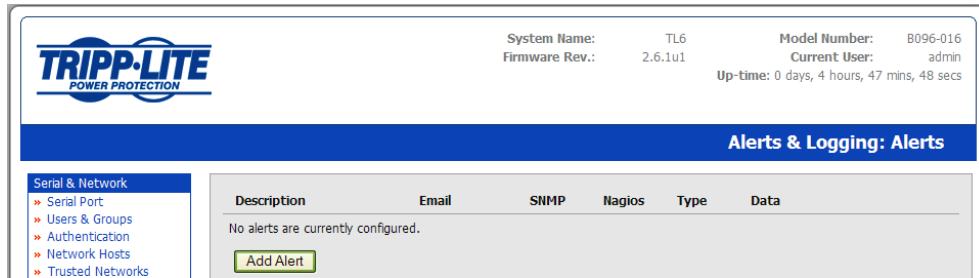 TRIPP·LITE
POWER PROTECTION
System Name: TL6 Model Number: B096-016
Firmware Rev.: 2.6.1u1 Current User: admin
Up-time: 0 days, 4 hours, 47 mins, 48 secs
Alerts & Logging: Alerts
Serial & Network
» Serial Port
» Users & Groups
» Authentication
» Network Hosts
» Trusted Networks
Description Email SNMP Nagios Type Data
No alerts are currently configured.
Add Alert